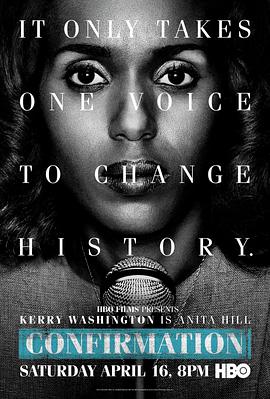 IT ONLY TAKES
ONE VOICE
TO CHANGE
HISTORY.
HBO FILMS PRESENTS
KERRY WASHINGTON IS ANITA HILL
CONFIRMATION
SATURDAY APRIL 16, 8PM HBO